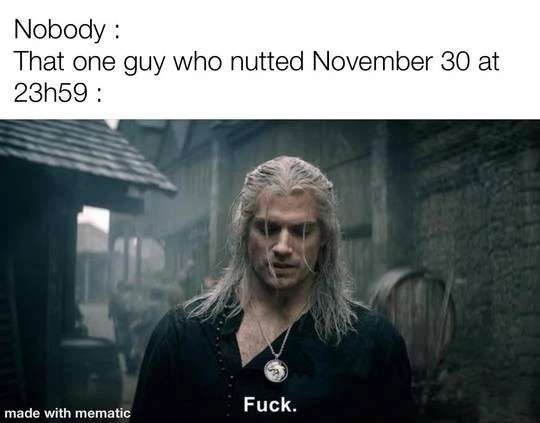 Nobody :
That one guy who nutted November 30 at
23h59 :
Fuck.
made with mematic